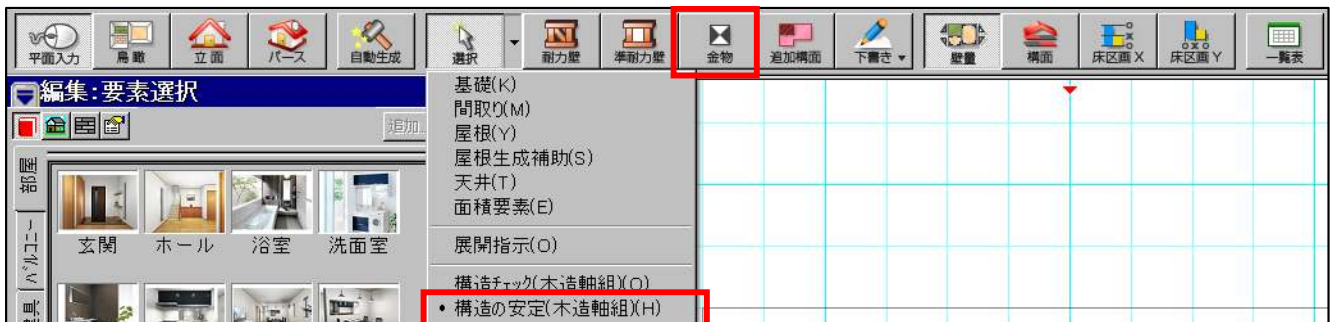 平面入力 鳥瞰 立面 パース 自動生成 選択 耐力壁 準耐力壁 金物 追加構面 下書き 壁量 構面 床区画X 床区画Y 一覧表
編集:要素選択
追加
部屋
玄関 ホール 浴室 洗面室
基礎(K)
間取り(M)
屋根(Y)
屋根生成補助(S)
天井(T)
面積要素(E)
展開指示(O)
構造チェック(木造軸組)(Q)
• 構造の安定(木造軸組)(H)